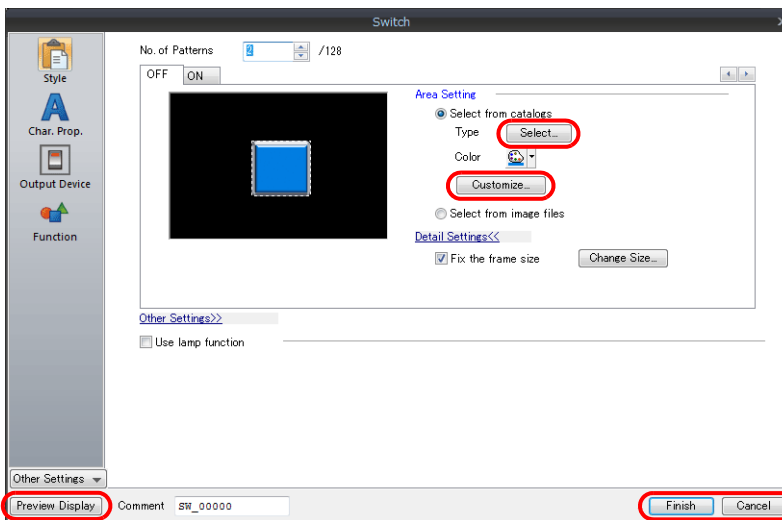 Switch
Style
Char. Prop.
Output Device
Function
No. of Patterns 2 /128
OFF ON
Area Setting
Select from catalogs
Type Select...
Color
Customize...
Select from image files
Detail Settings<<
Fix the frame size Change Size...
Other Settings>>
Use lamp function
Other Settings
Preview Display Comment SW_00000 Finish Cancel